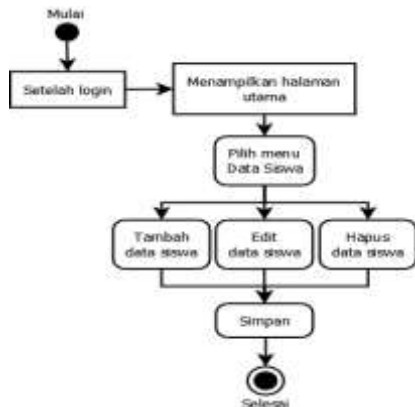 Mulai
Setelah login
Menampilkan halaman
utama
Pilih menu
Data Siswa
Tambah
data siswa
Edit
data siswa
Hapus
data siswa
Simpan
Selesai